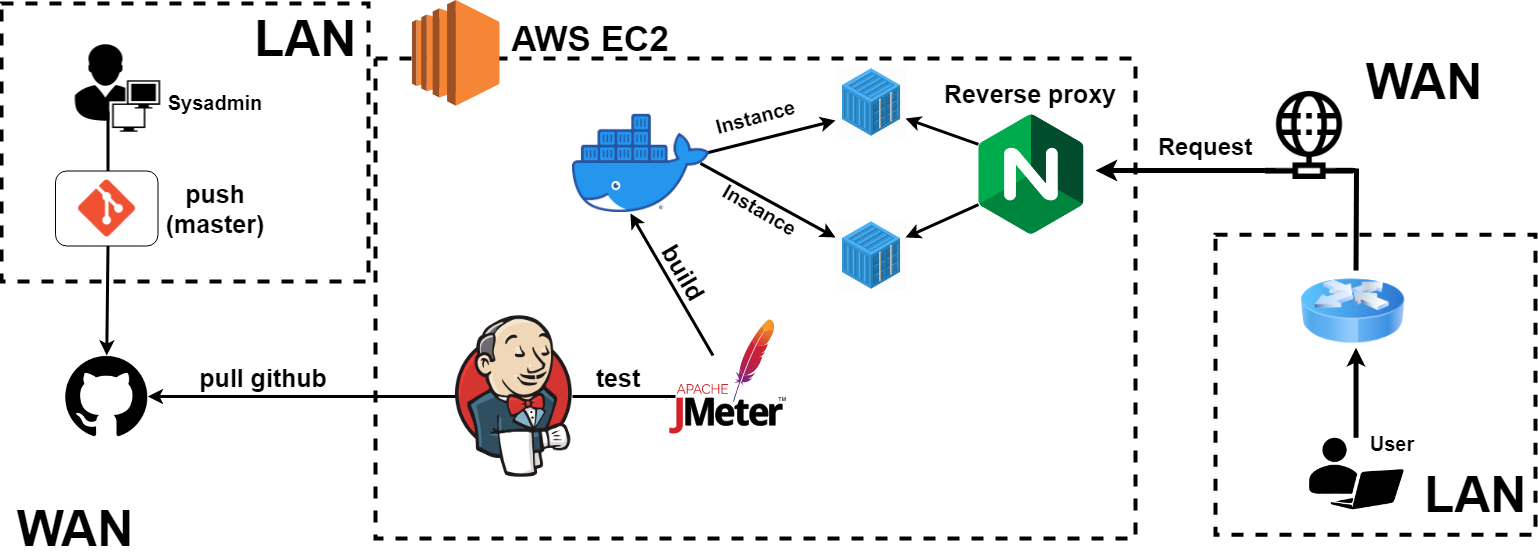 LAN
AWS EC2
WAN
Sysadmin
Reverse proxy
Instance
Request
N
push
(master)
Instance
build
pull github
test
APACHE
JMeter™
User
LAN
WAN